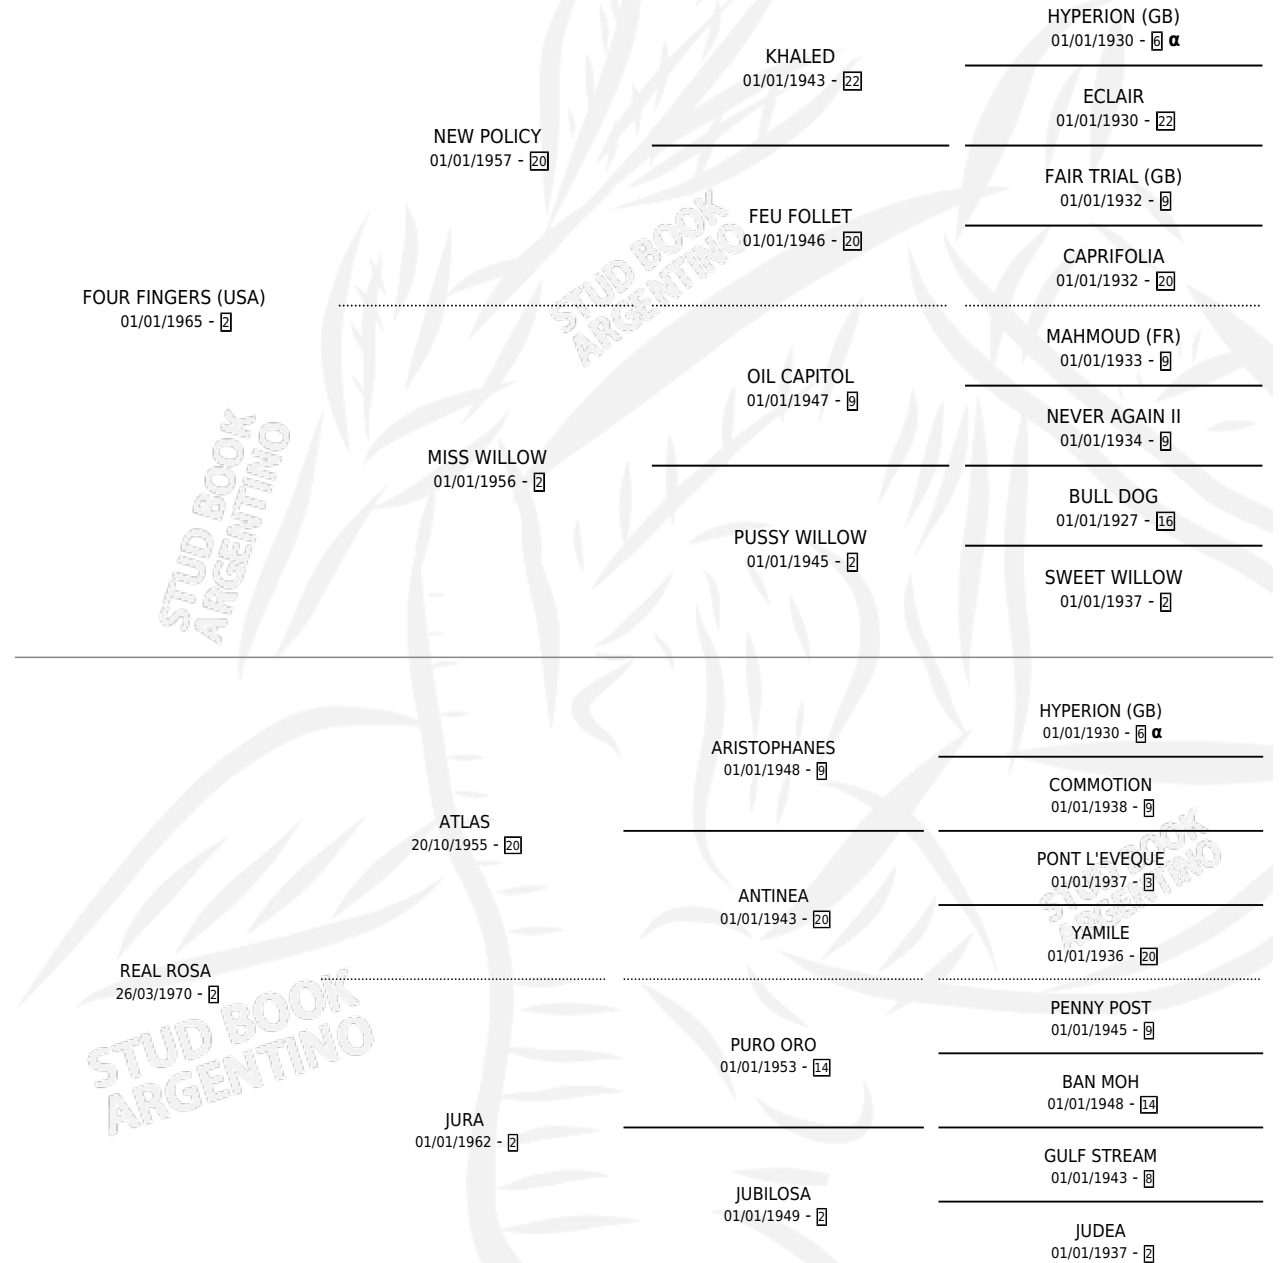 HYPERION (GB)
01/01/1930 - 6 α
KHALED
01/01/1943 - 22
ECLAIR
01/01/1930 - 22
NEW POLICY
01/01/1957 - 20
FAIR TRIAL (GB)
01/01/1932 - 9
FEU FOLLET
01/01/1946 - 20
CAPRIFOLIA
01/01/1932 - 20
FOUR FINGERS (USA)
01/01/1965 - 2
MAHMOUD (FR)
01/01/1933 - 9
OIL CAPITOL
01/01/1947 - 9
NEVER AGAIN II
01/01/1934 - 9
MISS WILLOW
01/01/1956 - 2
BULL DOG
01/01/1927 - 16
PUSSY WILLOW
01/01/1945 - 2
SWEET WILLOW
01/01/1937 - 2
STUD BOOK
ARGENTINO
STUD BOOK
ARGENTINO
HYPERION (GB)
01/01/1930 - 6 α
ARISTOPHANES
01/01/1948 - 9
COMMOTION
01/01/1938 - 9
ATLAS
20/10/1955 - 20
PONT L'EVEQUE
01/01/1937 - 3
ANTINEA
01/01/1943 - 20
YAMILE
01/01/1936 - 20
REAL ROSA
26/03/1970 - 2
PENNY POST
01/01/1945 - 9
PURO ORO
01/01/1953 - 14
BAN MOH
01/01/1948 - 14
JURA
01/01/1962 - 2
GULF STREAM
01/01/1943 - 8
JUBILOSA
01/01/1949 - 2
JUDEA
01/01/1937 - 2
STUD BOOK
ARGENTINO
STUD BOOK
ARGENTINO